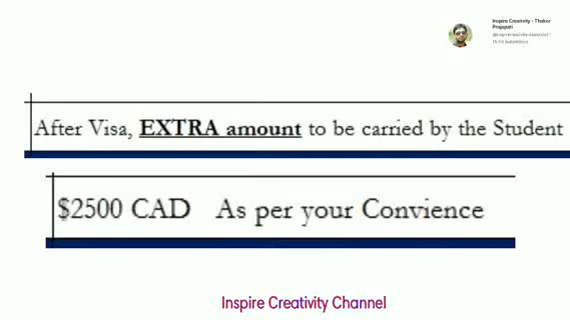 Inspire Creativity - Thakor
Prajapati
After Visa, EXTRA amount to be carried by the Student
$2500 CAD As per your Convience
Inspire Creativity Channel